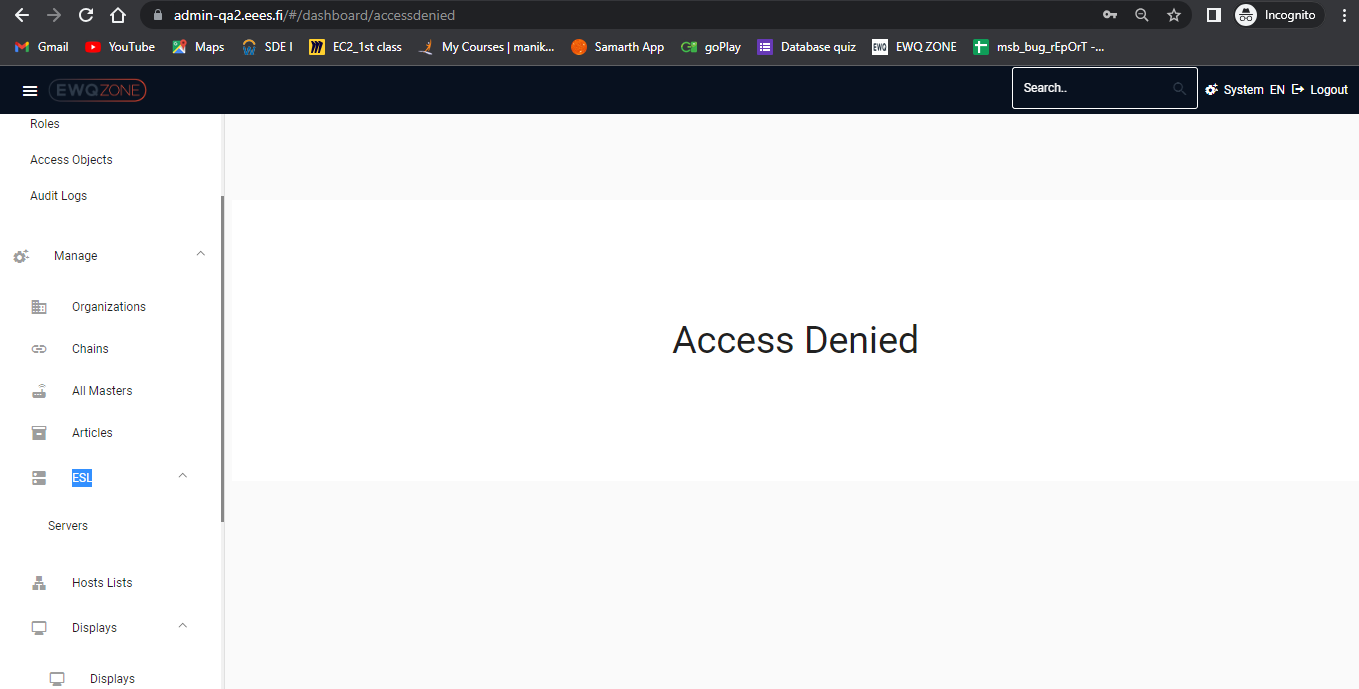 admin-qa2.eees.fi/#/dashboard/accessdenied
Incognito
Gmail
YouTube
Maps
SDE I
EC2_1st class
My Courses | manik...
Samarth App
goPlay
Database quiz
EWQ
EWQ ZONE
msb_bug_rEpOrT -...
EWQZONE
Search..
System
EN
Logout
Roles
Access Objects
Audit Logs
Manage
Organizations
Chains
All Masters
Articles
ESL
Servers
Hosts Lists
Displays
Displays
Access Denied